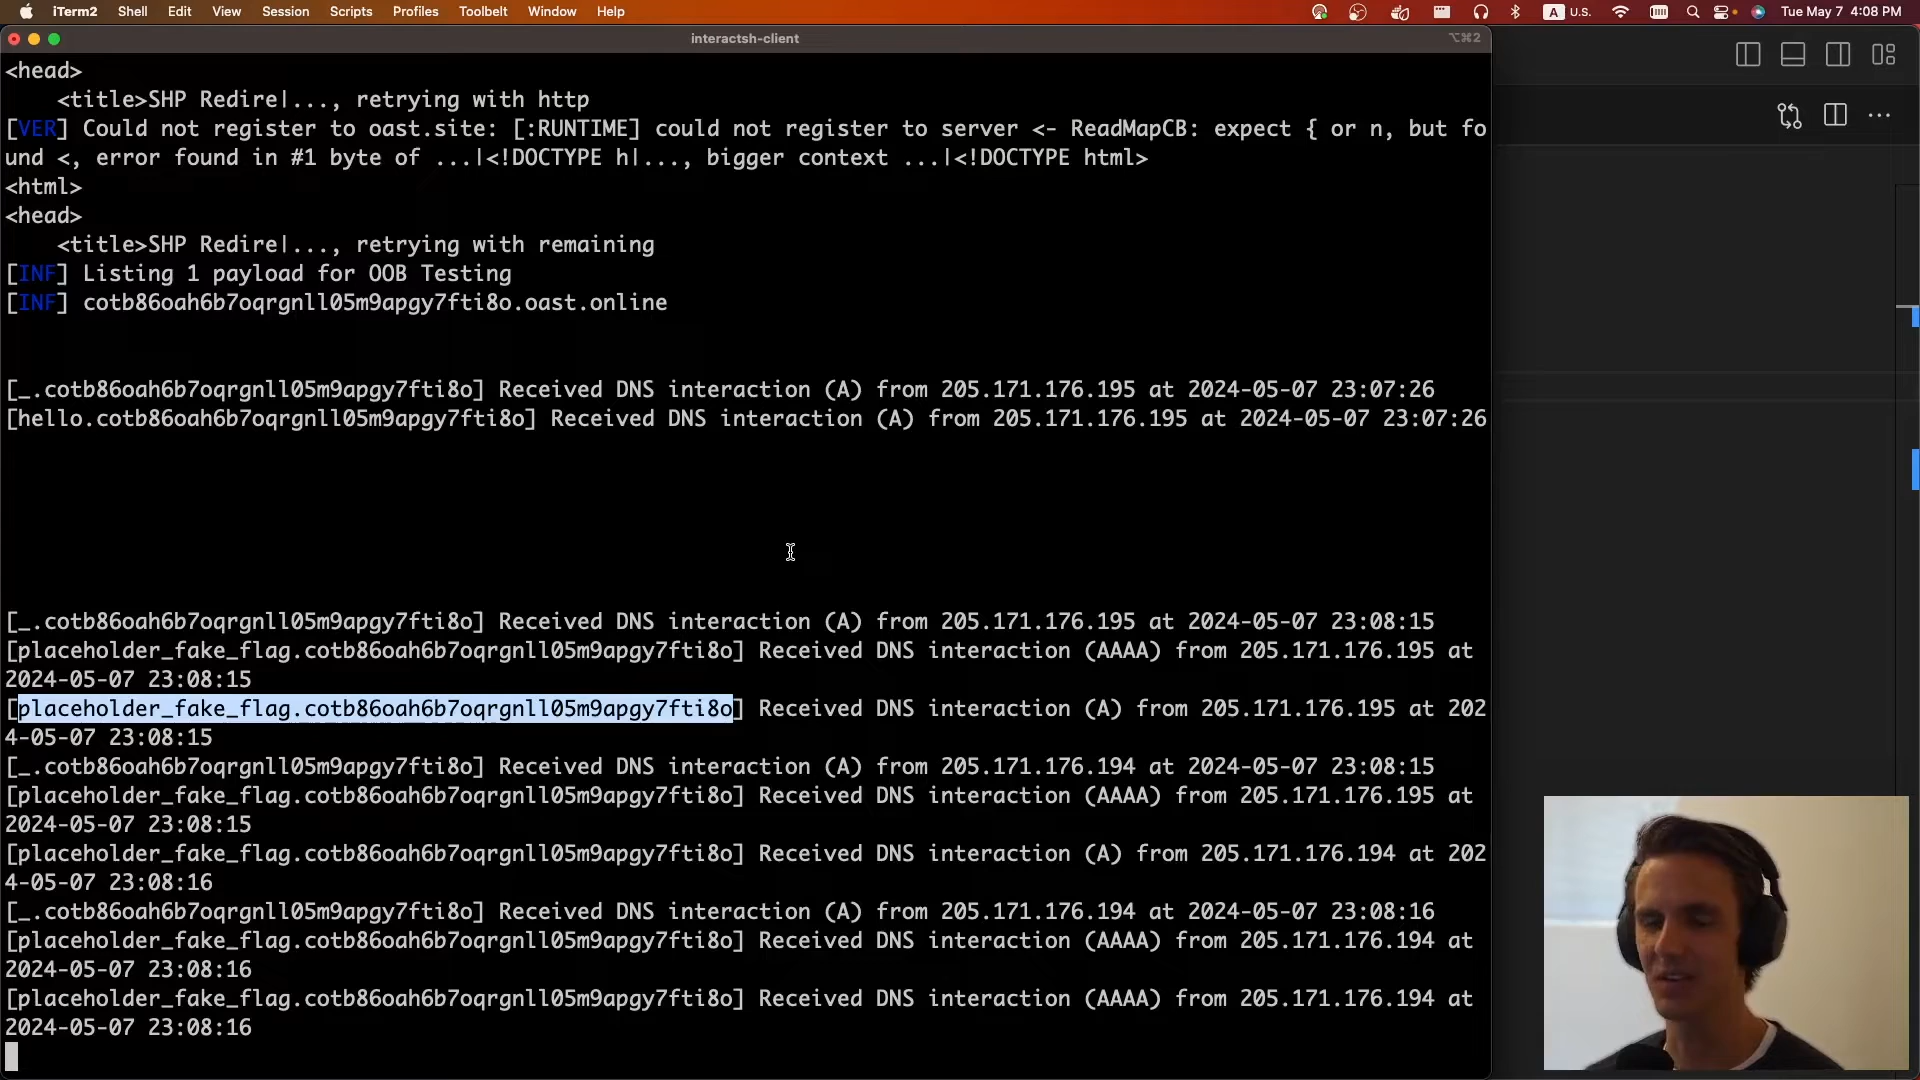 iTerm2 Shell Edit View Session Scripts Profiles Toolbelt Window Help A U.S. Tue May 7 4:08 PM
interactsh-client ⌥⌘2
<head>
<title>SHP Redire|..., retrying with http
[VER] Could not register to oast.site: [:RUNTIME] could not register to server <- ReadMapCB: expect { or n, but fo
und <, error found in #1 byte of ...|<!DOCTYPE h|..., bigger context ...|<!DOCTYPE html>
<html>
<head>
<title>SHP Redire|..., retrying with remaining
[INF] Listing 1 payload for OOB Testing
[INF] cotb86oah6b7oqrgnll05m9apgy7fti8o.oast.online
[_.cotb86oah6b7oqrgnll05m9apgy7fti8o] Received DNS interaction (A) from 205.171.176.195 at 2024-05-07 23:07:26
[hello.cotb86oah6b7oqrgnll05m9apgy7fti8o] Received DNS interaction (A) from 205.171.176.195 at 2024-05-07 23:07:26
[_.cotb86oah6b7oqrgnll05m9apgy7fti8o] Received DNS interaction (A) from 205.171.176.195 at 2024-05-07 23:08:15
[placeholder_fake_flag.cotb86oah6b7oqrgnll05m9apgy7fti8o] Received DNS interaction (AAAA) from 205.171.176.195 at
2024-05-07 23:08:15
[placeholder_fake_flag.cotb86oah6b7oqrgnll05m9apgy7fti8o] Received DNS interaction (A) from 205.171.176.195 at 202
4-05-07 23:08:15
[_.cotb86oah6b7oqrgnll05m9apgy7fti8o] Received DNS interaction (A) from 205.171.176.194 at 2024-05-07 23:08:15
[placeholder_fake_flag.cotb86oah6b7oqrgnll05m9apgy7fti8o] Received DNS interaction (AAAA) from 205.171.176.195 at
2024-05-07 23:08:15
[placeholder_fake_flag.cotb86oah6b7oqrgnll05m9apgy7fti8o] Received DNS interaction (A) from 205.171.176.194 at 202
4-05-07 23:08:16
[_.cotb86oah6b7oqrgnll05m9apgy7fti8o] Received DNS interaction (A) from 205.171.176.194 at 2024-05-07 23:08:16
[placeholder_fake_flag.cotb86oah6b7oqrgnll05m9apgy7fti8o] Received DNS interaction (AAAA) from 205.171.176.194 at
2024-05-07 23:08:16
[placeholder_fake_flag.cotb86oah6b7oqrgnll05m9apgy7fti8o] Received DNS interaction (AAAA) from 205.171.176.194 at
2024-05-07 23:08:16